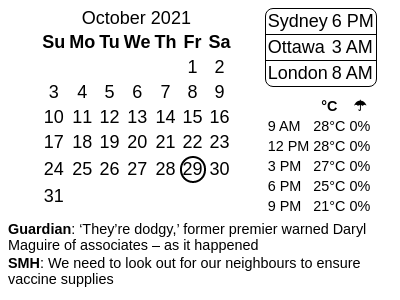 October 2021
Su Mo Tu We Th Fr Sa
1 2
3 4 5 6 7 8 9
10 11 12 13 14 15 16
17 18 19 20 21 22 23
24 25 26 27 28 29 30
31
Sydney 6 PM
Ottawa 3 AM
London 8 AM
°C ☂
9 AM 28°C 0%
12 PM 28°C 0%
3 PM 27°C 0%
6 PM 25°C 0%
9 PM 21°C 0%
Guardian: ‘They’re dodgy,’ former premier warned Daryl
Maguire of associates – as it happened
SMH: We need to look out for our neighbours to ensure
vaccine supplies